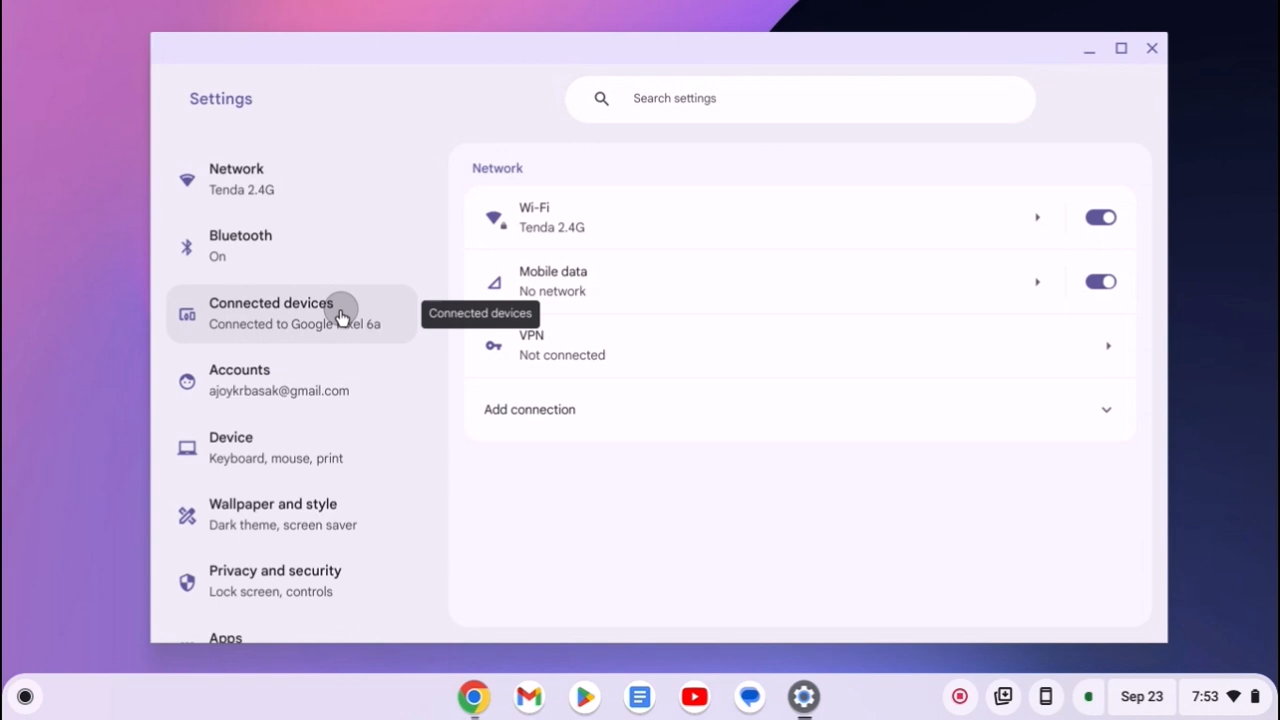 Settings
Search settings
Network
Tenda 2.4G
Bluetooth
On
Connected devices
Connected to Google Pixel 6a
Accounts
ajoykrbasak@gmail.com
Device
Keyboard, mouse, print
Wallpaper and style
Dark theme, screen saver
Privacy and security
Lock screen, controls
Apps
Network
Wi-Fi
Tenda 2.4G
Mobile data
No network
Connected devices
VPN
Not connected
Add connection
Sep 23
7:53